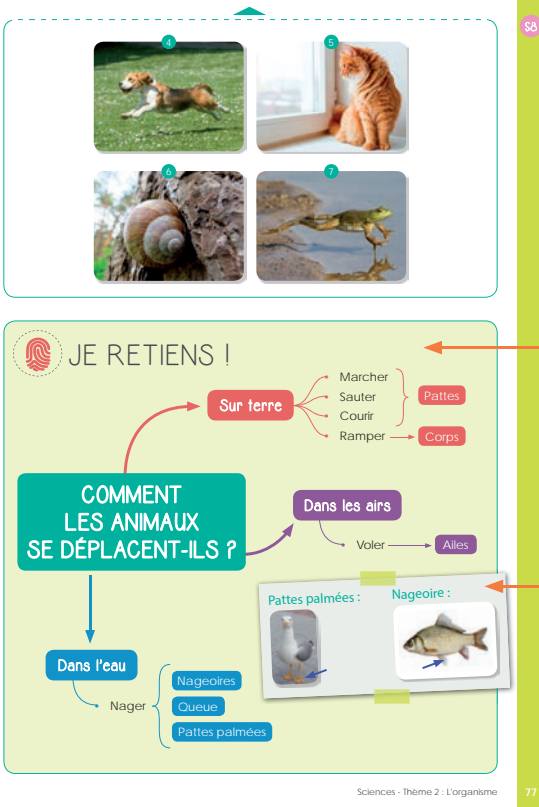 S8
4
5
6
7
JE RETIENS !
Sur terre
Marcher
Sauter
Courir
Pattes
Ramper
Corps
COMMENT
LES ANIMAUX
SE DÉPLACENT-ILS ?
Dans les airs
Voler
Ailes
Pattes palmées :
Nageoire :
Dans l'eau
Nager
Nageoires
Queue
Pattes palmées
Sciences - Thème 2 : L'organisme
77